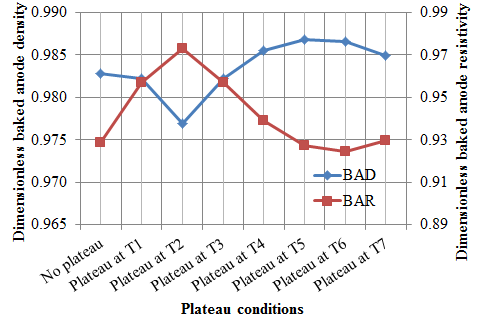 Dimensionless baked anode density
0.990
0.985
0.980
0.975
0.970
0.965
0.99
0.97
0.95
0.93
0.91
0.89
Dimensionless baked anode resistivity
BAD
BAR
No plateau
Plateau at T1
Plateau at T2
Plateau at T3
Plateau at T4
Plateau at T5
Plateau at T6
Plateau at T7
Plateau conditions